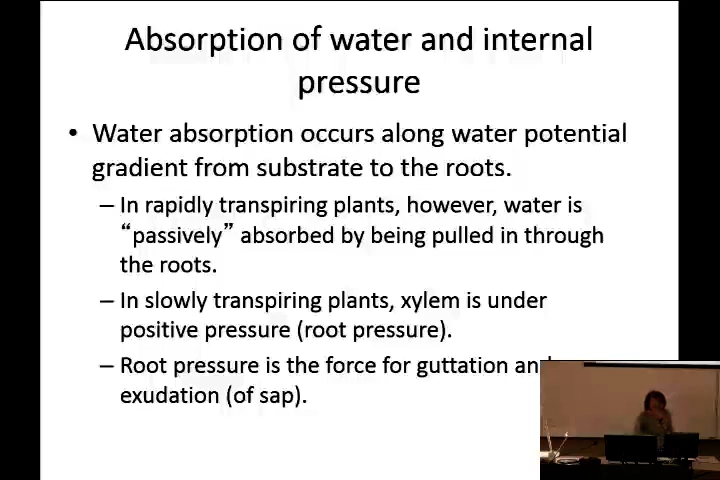 Absorption of water and internal
pressure
• Water absorption occurs along water potential
gradient from substrate to the roots.
– In rapidly transpiring plants, however, water is
“passively” absorbed by being pulled in through
the roots.
– In slowly transpiring plants, xylem is under
positive pressure (root pressure).
– Root pressure is the force for guttation and
exudation (of sap).